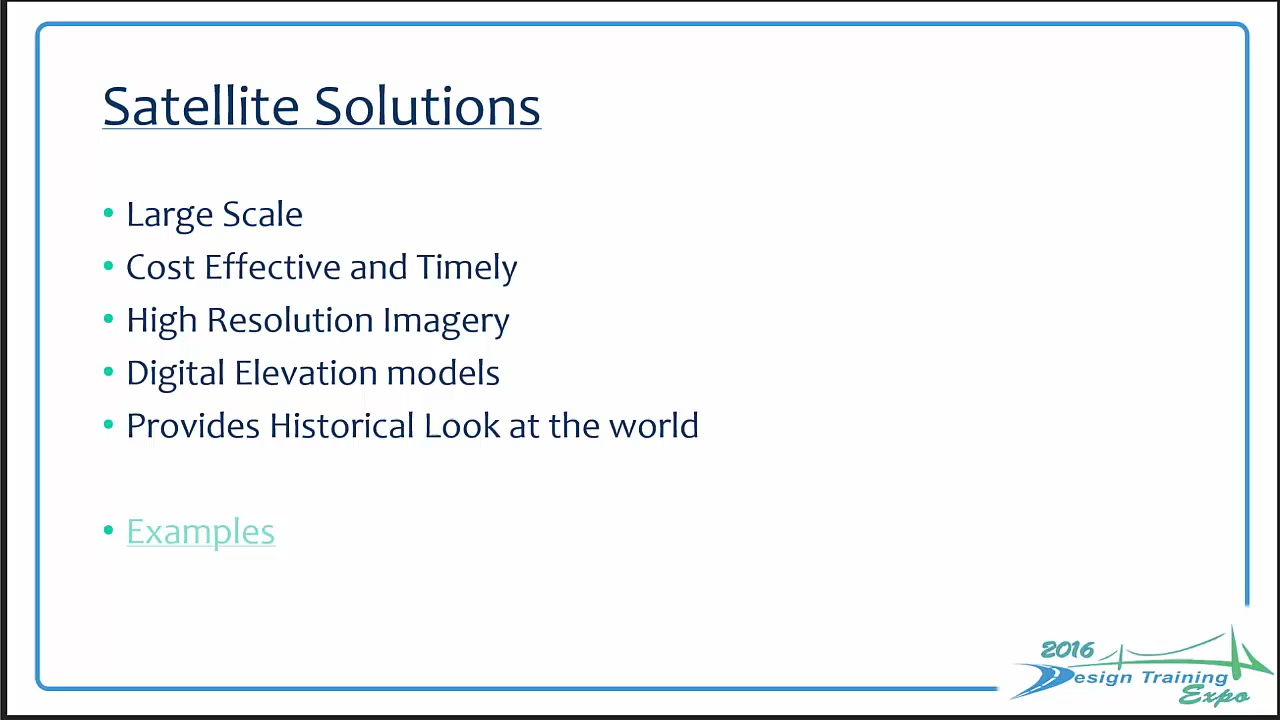 Satellite Solutions
• Large Scale
• Cost Effective and Timely
• High Resolution Imagery
• Digital Elevation models
• Provides Historical Look at the world
• Examples
2016
Design Training
Expo